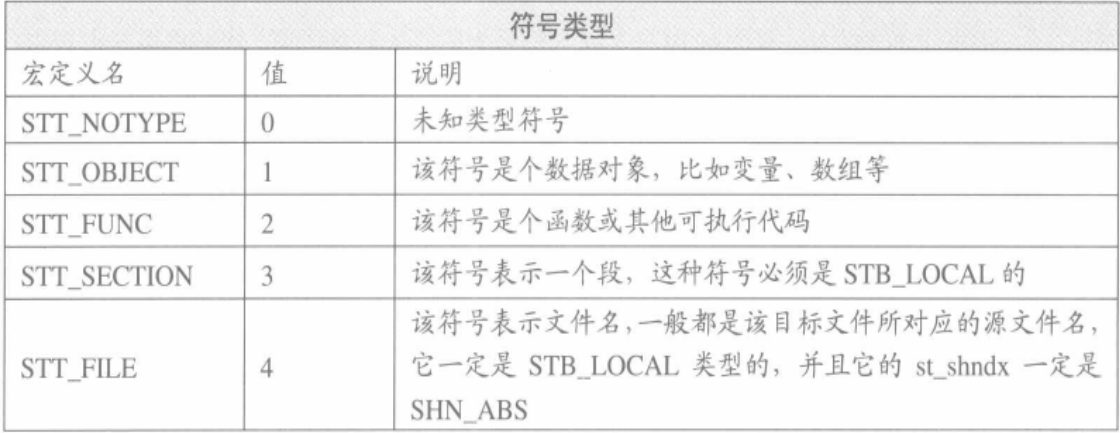 符号类型
宏定义名 值 说明
STT_NOTYPE 0 未知类型符号
STT_OBJECT 1 该符号是个数据对象，比如变量、数组等
STT_FUNC 2 该符号是个函数或其他可执行代码
STT_SECTION 3 该符号表示一个段，这种符号必须是 STB_LOCAL 的
该符号表示文件名，一般都是该目标文件所对应的源文件名，
STT_FILE 4 它一定是 STB_LOCAL 类型的，并且它的 st_shndx 一定是
SHN_ABS